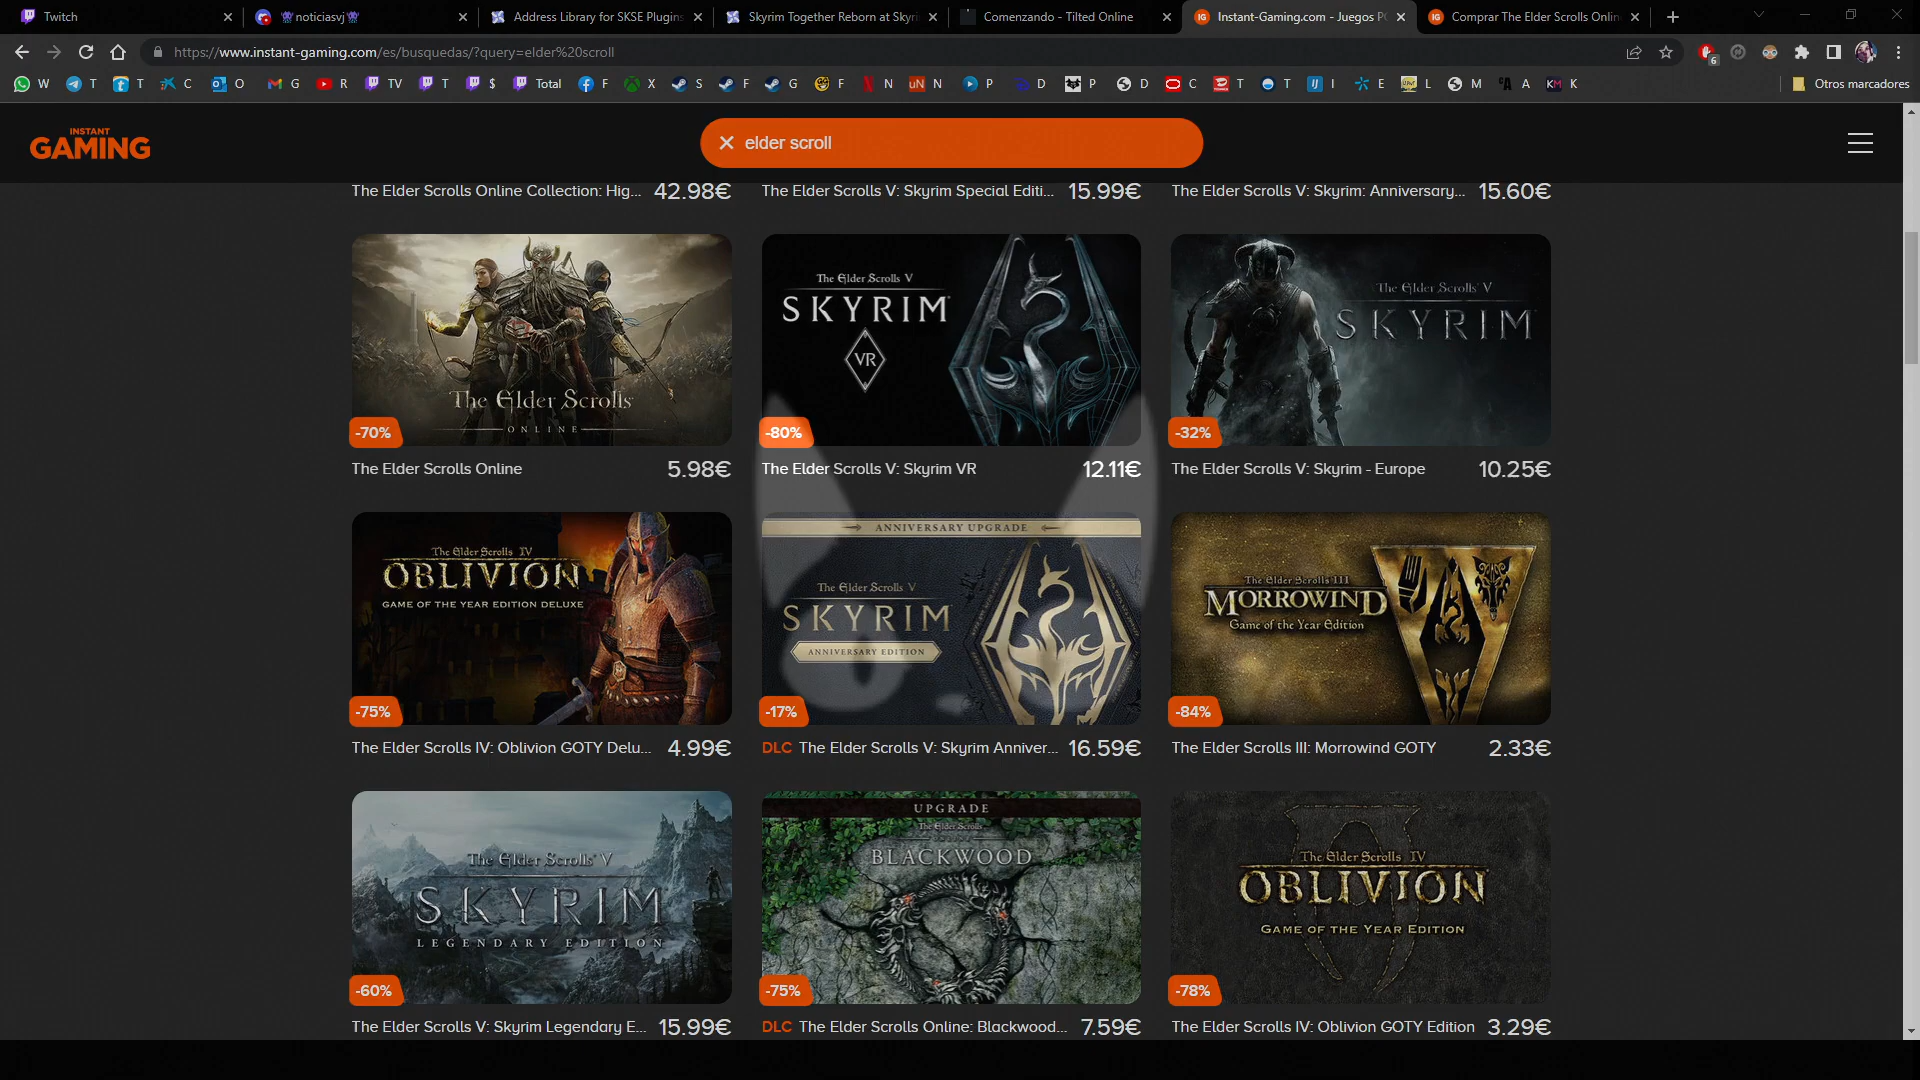 Twitch
noticiasvj
Address Library for SKSE Plugins
Skyrim Together Reborn at Skyri
Comenzando - Tilted Online
Instant-Gaming.com - Juegos P
Comprar The Elder Scrolls Onlin
https://www.instant-gaming.com/es/busquedas/?query=elder%20scroll
6
W T T C O G R TV T $ Total F X S F G F N uN N P D P D C T T IJ I E L M A KM K Otros marcadores
INSTANT
GAMING
elder scroll
The Elder Scrolls Online Collection: Hig... 42.98€
The Elder Scrolls V: Skyrim Special Editi... 15.99€
The Elder Scrolls V: Skyrim: Anniversary... 15.60€
The Elder Scrolls
ONLINE
-70%
The Elder Scrolls Online 5.98€
The Elder Scrolls V
SKYRIM
VR
-80%
The Elder Scrolls V: Skyrim VR 12.11€
The Elder Scrolls V
SKYRIM
-32%
The Elder Scrolls V: Skyrim - Europe 10.25€
The Elder Scrolls IV
OBLIVION
GAME OF THE YEAR EDITION DELUXE
-75%
The Elder Scrolls IV: Oblivion GOTY Delu... 4.99€
ANNIVERSARY UPGRADE
The Elder Scrolls V
SKYRIM
ANNIVERSARY EDITION
-17%
DLC The Elder Scrolls V: Skyrim Anniver... 16.59€
The Elder Scrolls III
MORROWIND
Game of the Year Edition
-84%
The Elder Scrolls III: Morrowind GOTY 2.33€
The Elder Scrolls V
SKYRIM
LEGENDARY EDITION
-60%
The Elder Scrolls V: Skyrim Legendary E... 15.99€
UPGRADE
The Elder Scrolls
BLACKWOOD
-75%
DLC The Elder Scrolls Online: Blackwood... 7.59€
The Elder Scrolls IV
OBLIVION
GAME OF THE YEAR EDITION
-78%
The Elder Scrolls IV: Oblivion GOTY Edition 3.29€